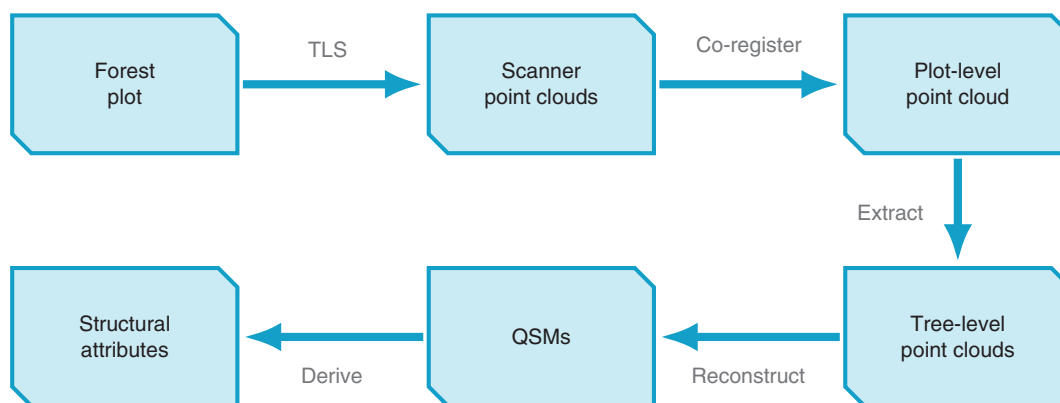 Forest
plot
TLS
Scanner
point clouds
Co-register
Plot-level
point cloud
Extract
Tree-level
point clouds
Reconstruct
QSMs
Derive
Structural
attributes